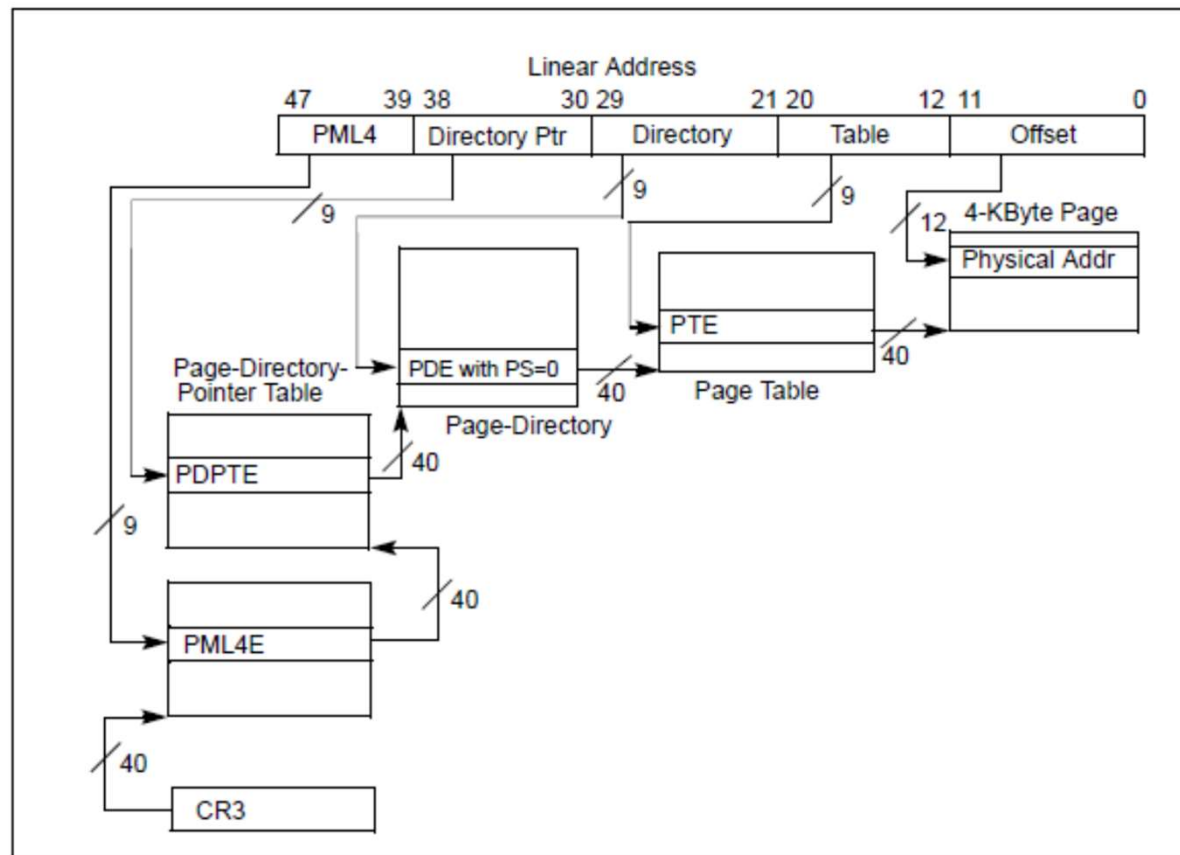 Linear Address
47 39 38 30 29 21 20 12 11 0
PML4 Directory Ptr Directory Table Offset
9 9 9 12 4-KByte Page
Physical Addr
PTE
40 40
Page-Directory-
Pointer Table
PDE with PS=0
Page Table
Page-Directory
40
PDPTE
9
40
PML4E
40
CR3